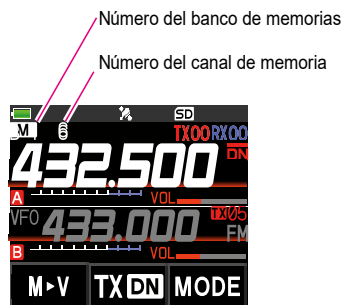 Número del banco de memorias
Número del canal de memoria
SD
M 6 TX00 RX00
432.500 DN
A VOL
VFO 433.000 TX05
FM
B VOL
M▸V TX DN MODE